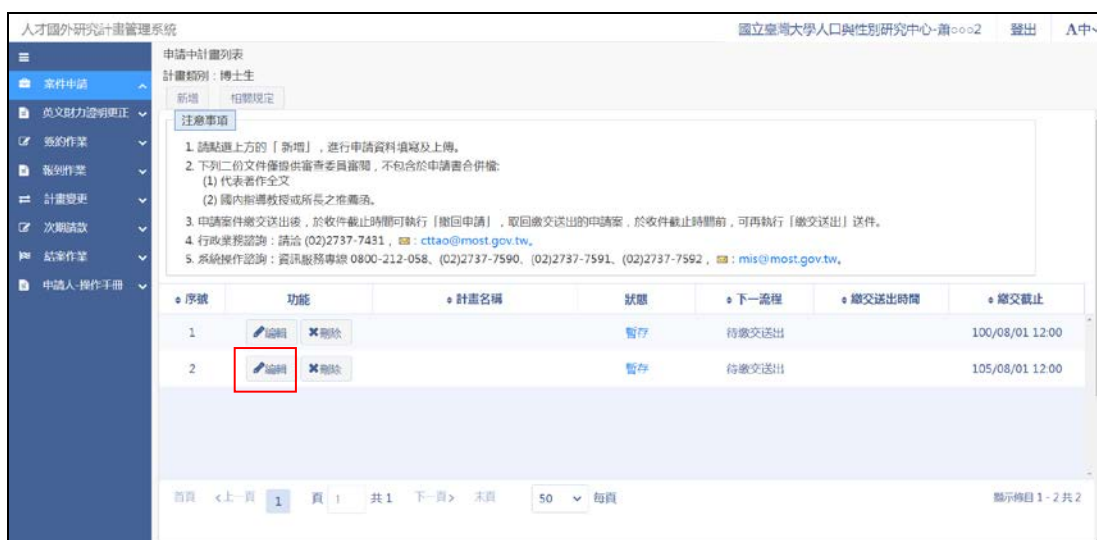 人才國外研究計畫管理系統
國立臺灣大學人口與性別研究中心-蕭○○○2 登出 A中
案件申請
英文財力證明更正
簽約作業
報到作業
計畫變更
次期請款
結案作業
申請人-操作手冊
申請中計畫列表
計畫類別：博士生
新增 相關規定
注意事項
1. 請點選上方的「 新增」，進行申請資料填寫及上傳。
2. 下列二份文件僅提供審查委員審閱，不包含於申請書合併檔:
(1) 代表著作全文
(2) 國內指導教授或所長之推薦函。
3. 申請案件繳交送出後，於收件截止時間可執行「撤回申請」，取回繳交送出的申請案，於收件截止時間前，可再執行「繳交送出」送件。
4. 行政業務諮詢：請洽 (02)2737-7431， : cttao@most.gov.tw。
5. 系統操作諮詢：資訊服務專線 0800-212-058、(02)2737-7590、(02)2737-7591、(02)2737-7592， : mis@most.gov.tw。
序號 功能 計畫名稱 狀態 下一流程 繳交送出時間 繳交截止
1 編輯 刪除 暫存 待繳交送出 100/08/01 12:00
2 編輯 刪除 暫存 待繳交送出 105/08/01 12:00
首頁 <上一頁 1 頁 1 共 1 下一頁> 末頁 50 每頁 顯示條目 1 - 2 共 2